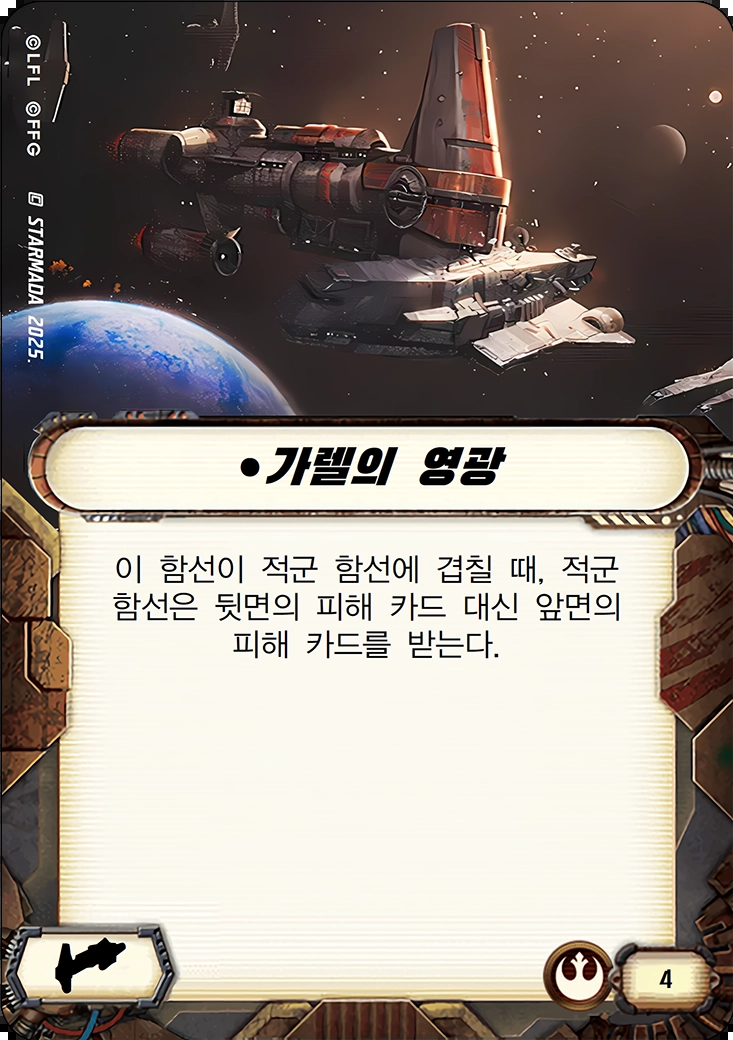 ©LFL ©FFG
STARMADA 2025.
•가렐의 영광
이 함선이 적군 함선에 겹칠 때, 적군
함선은 뒷면의 피해 카드 대신 앞면의
피해 카드를 받는다.
4